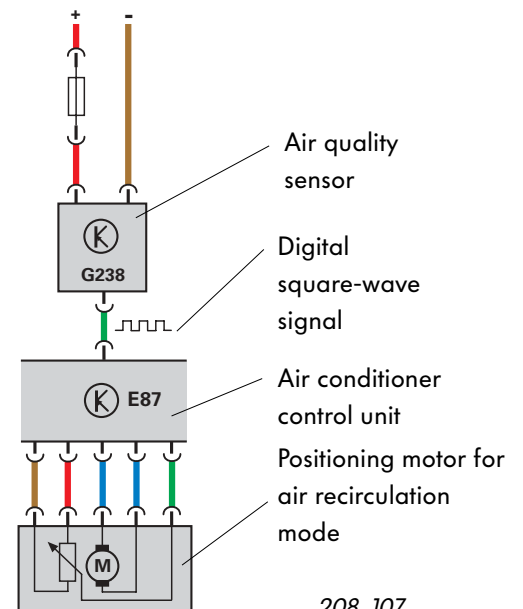 + -
Air quality
sensor
G238
Digital
square-wave
signal
E87
Air conditioner
control unit
Positioning motor for
air recirculation
mode
M
208_107